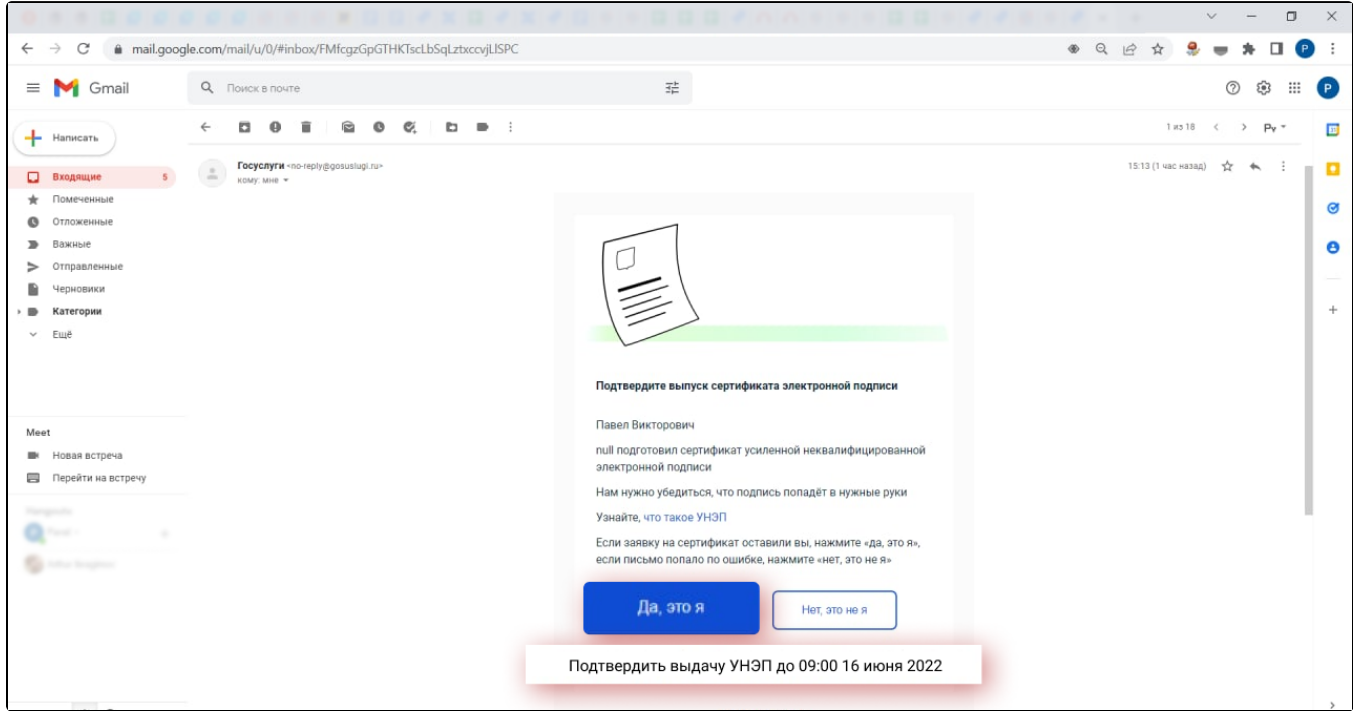 mail.google.com/mail/u/0/#inbox/FMfcgzGpGTHKTscLbSqLztxccvjLlSPC
P
Gmail
Поиск в почте
P
Написать
1 из 18
Ру
Входящие 5
Помеченные
Отложенные
Важные
Отправленные
Черновики
Категории
Ещё
Meet
Новая встреча
Перейти на встречу
Госуслуги <no-reply@gosuslugi.ru>
кому: мне
15:13 (1 час назад)
Подтвердите выпуск сертификата электронной подписи
Павел Викторович
null подготовил сертификат усиленной неквалифицированной
электронной подписи
Нам нужно убедиться, что подпись попадёт в нужные руки
Узнайте, что такое УНЭП
Если заявку на сертификат оставили вы, нажмите «да, это я»,
если письмо попало по ошибке, нажмите «нет, это не я»
Да, это я
Нет, это не я
Подтвердить выдачу УНЭП до 09:00 16 июня 2022